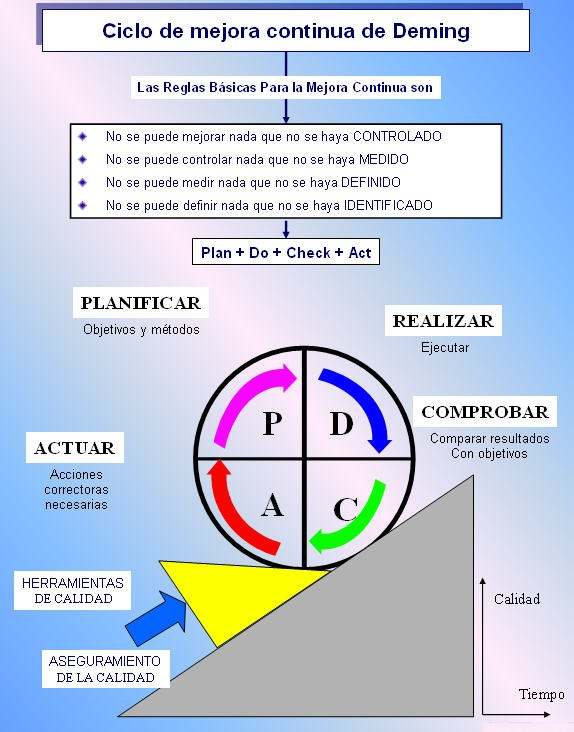 Ciclo de mejora continua de Deming
Las Reglas Básicas Para la Mejora Continua son
No se puede mejorar nada que no se haya CONTROLADO
No se puede controlar nada que no se haya MEDIDO
No se puede medir nada que no se haya DEFINIDO
No se puede definir nada que no se haya IDENTIFICADO
Plan + Do + Check + Act
PLANIFICAR
Objetivos y métodos
REALIZAR
Ejecutar
COMPROBAR
Comparar resultados
Con objetivos
ACTUAR
Acciones
correctoras
necesarias
P
D
A
C
HERRAMIENTAS
DE CALIDAD
ASEGURAMIENTO
DE LA CALIDAD
Calidad
Tiempo